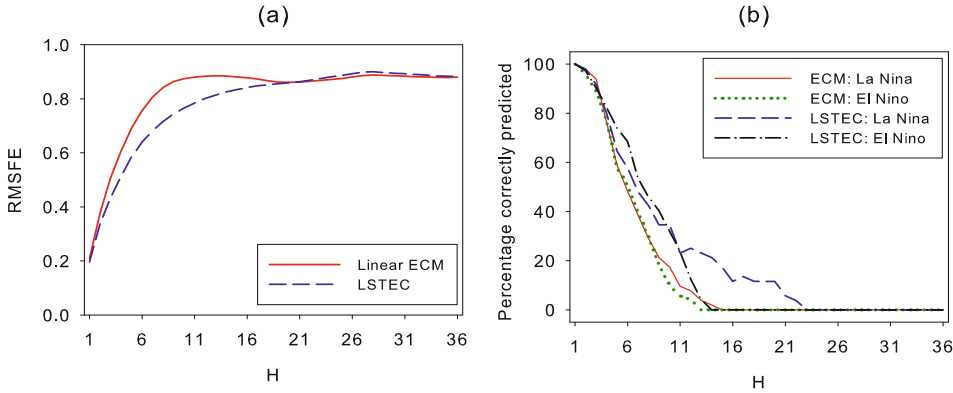 (a)
RMSFE
1.0
0.8
0.6
0.4
0.2
0.0
Linear ECM
LSTEC
1 6 11 16 21 26 31 36
H
(b)
Percentage correctly predicted
100
80
60
40
20
0
ECM: La Nina
ECM: El Nino
LSTEC: La Nina
LSTEC: El Nino
1 6 11 16 21 26 31 36
H